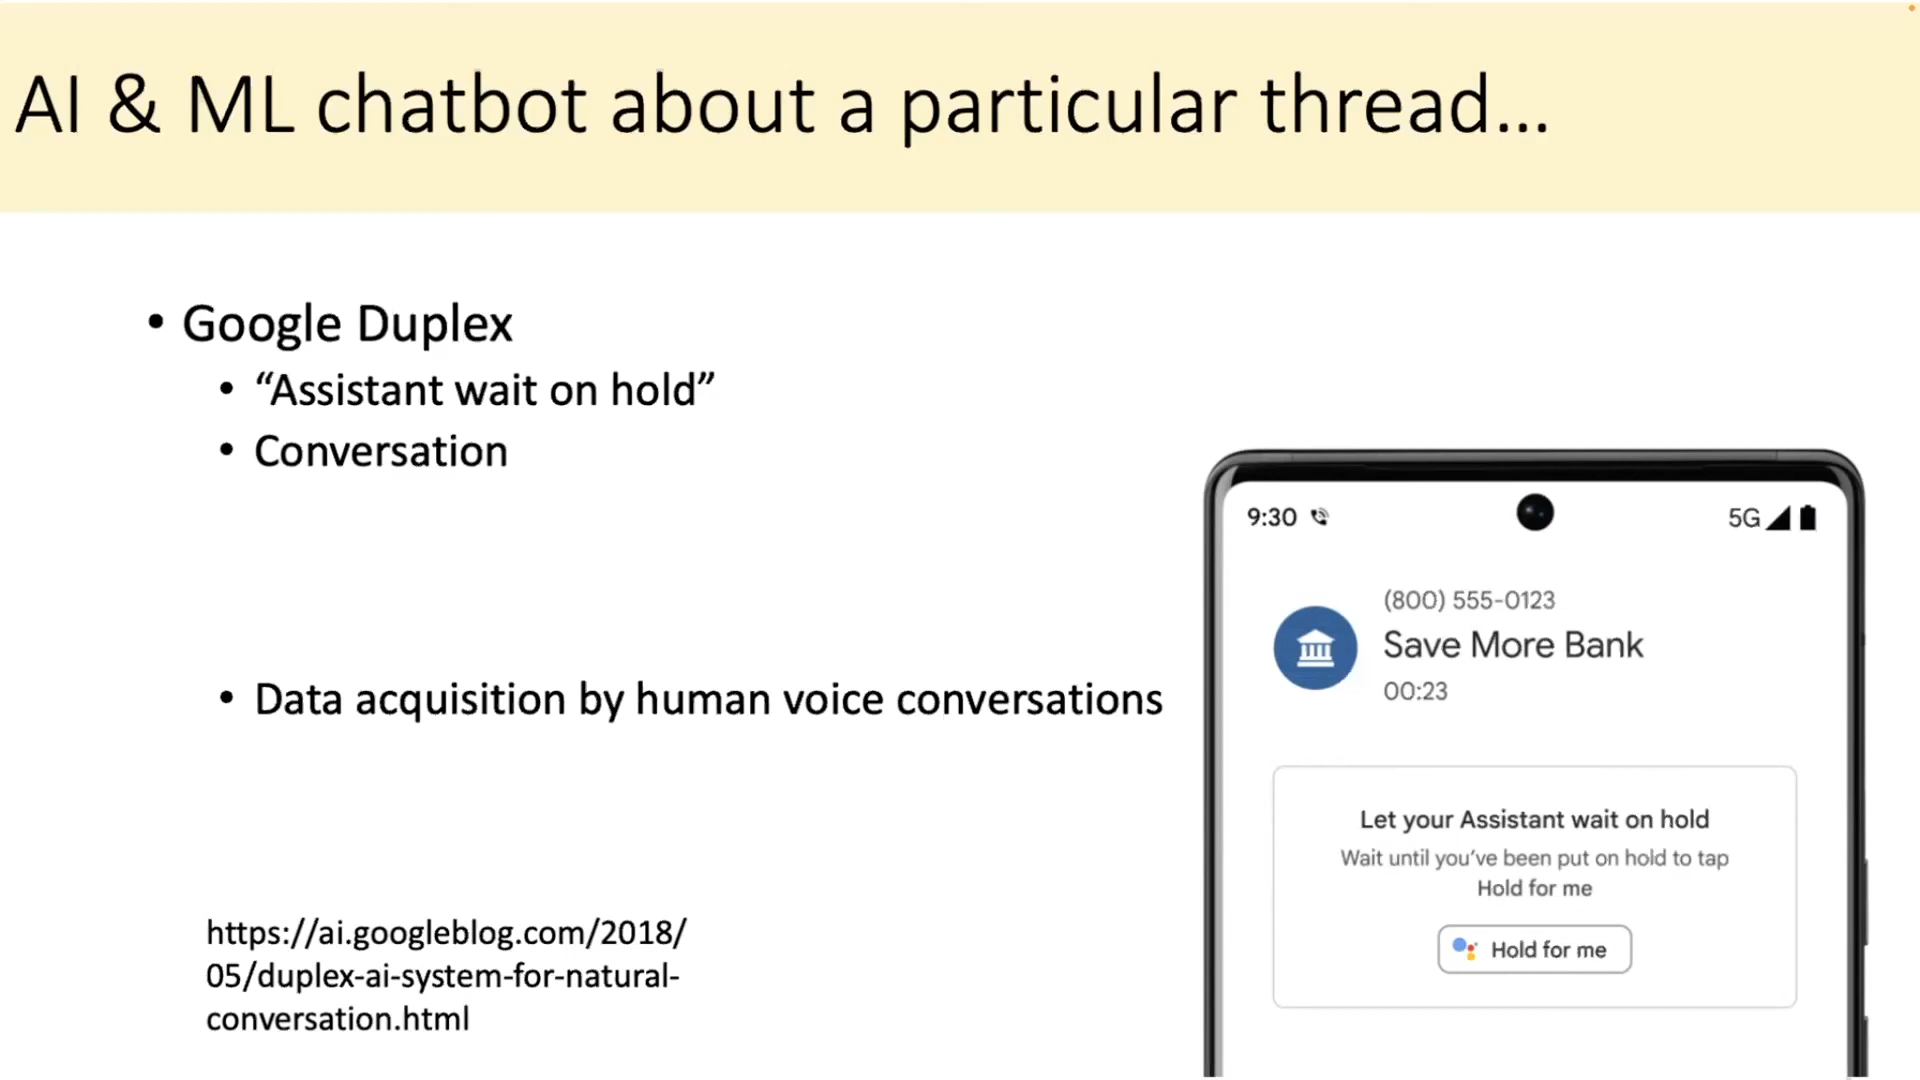 AI & ML chatbot about a particular thread...
• Google Duplex
• “Assistant wait on hold”
• Conversation
• Data acquisition by human voice conversations
https://ai.googleblog.com/2018/
05/duplex-ai-system-for-natural-
conversation.html
9:30
5G
(800) 555-0123
Save More Bank
00:23
Let your Assistant wait on hold
Wait until you’ve been put on hold to tap
Hold for me
Hold for me